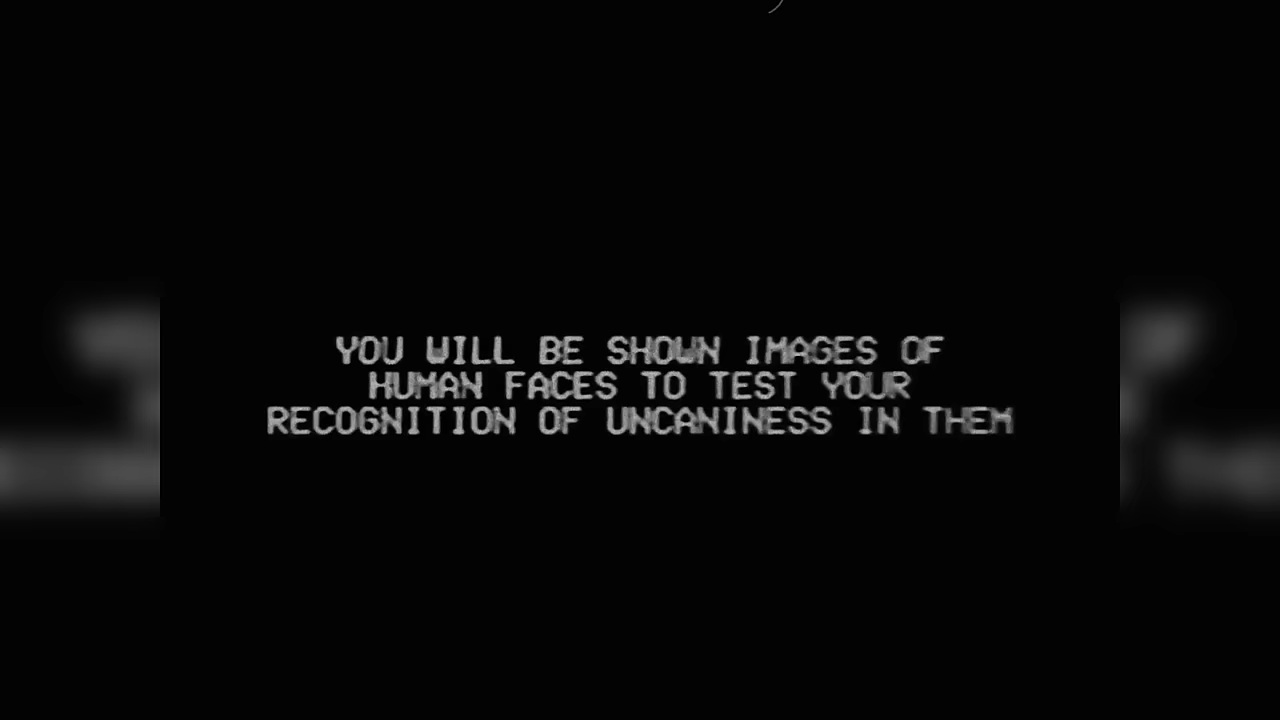 YOU WILL BE SHOWN IMAGES OF
HUMAN FACES TO TEST YOUR
RECOGNITION OF UNCANINESS IN THEM